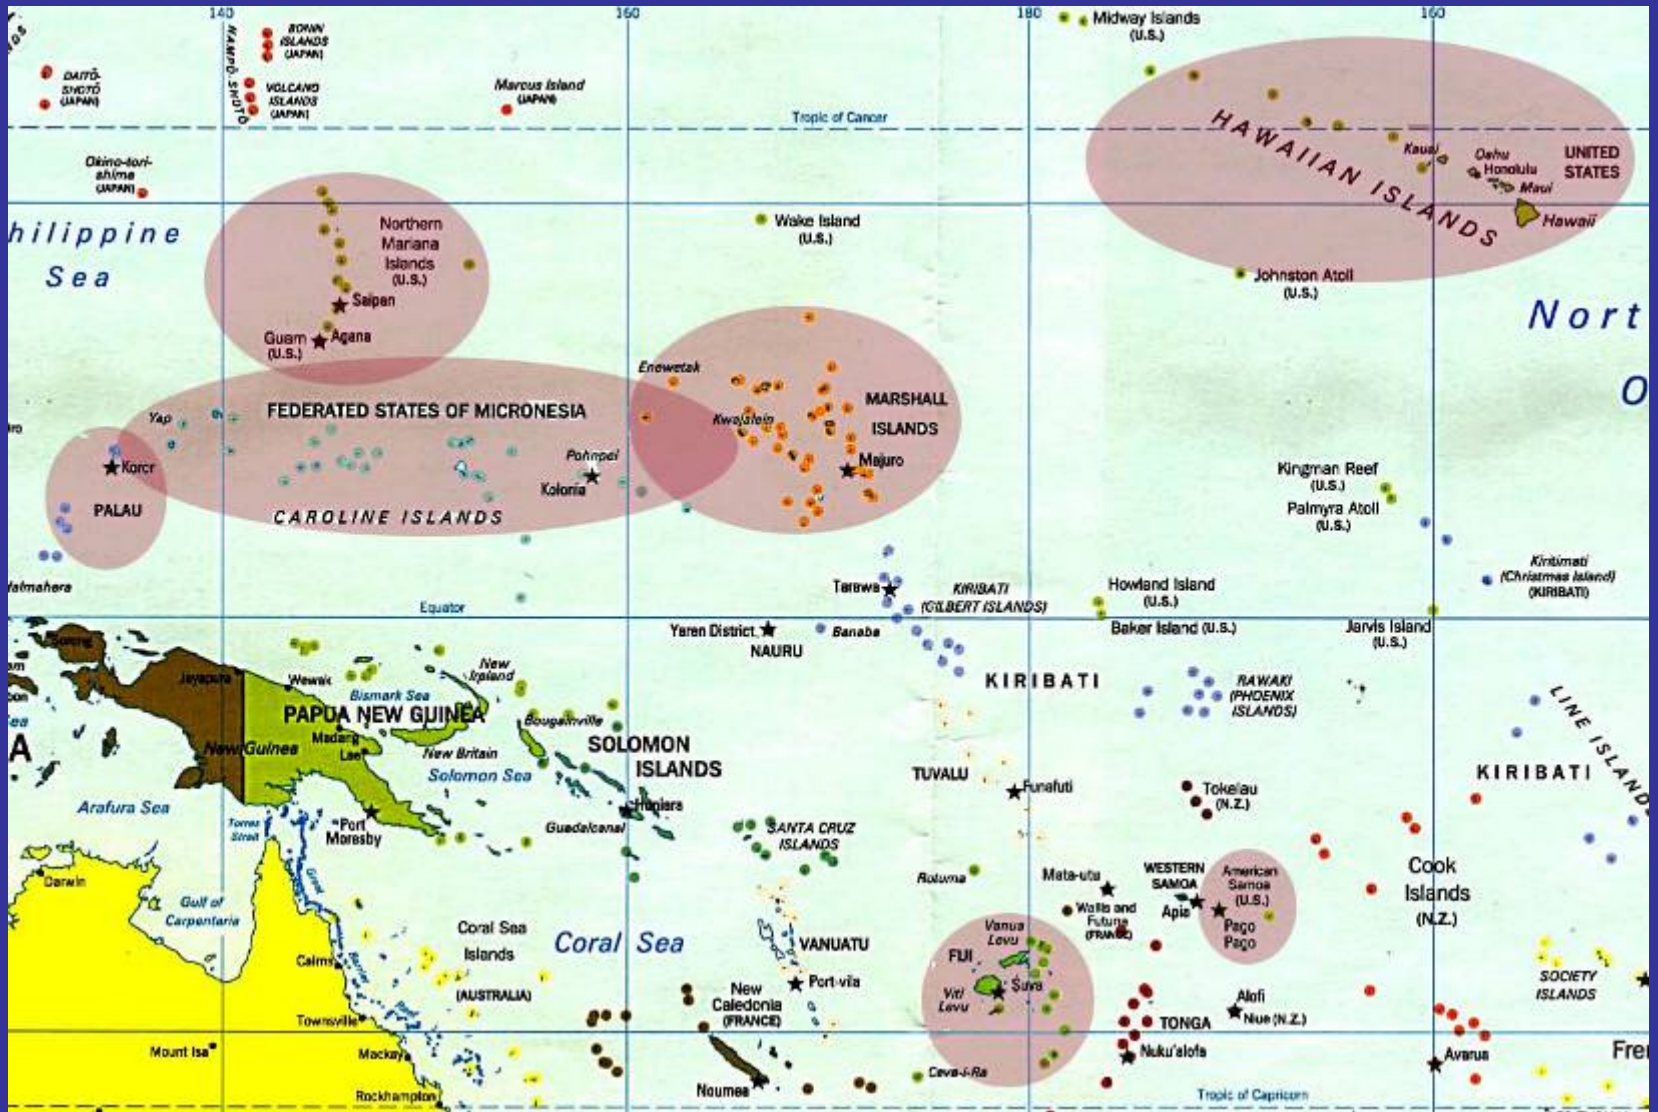 140
160
180
160
BONIN
ISLANDS
(JAPAN)
NAMPŌ-SHOTŌ
DAITŌ-
SHOTŌ
(JAPAN)
VOLCANO
ISLANDS
(JAPAN)
Marcus Island
(JAPAN)
Midway Islands
(U.S.)
Tropic of Cancer
HAWAIIAN ISLANDS
Kauai
Oahu
Honolulu
Maui
Hawaii
UNITED
STATES
Okino-tori-
shima
(JAPAN)
hilippine
Sea
Northern
Mariana
Islands
(U.S.)
Saipan
Guam
(U.S.)
Agana
Wake Island
(U.S.)
Johnston Atoll
(U.S.)
Nort
O
Enewetak
Kwajalein
MARSHALL
ISLANDS
Majuro
Yap
FEDERATED STATES OF MICRONESIA
Pohnpei
Kolonia
CAROLINE ISLANDS
Koror
PALAU
Kingman Reef
(U.S.)
Palmyra Atoll
(U.S.)
Kiritimati
(Christmas Island)
(KIRIBATI)
Tarawa
KIRIBATI
(GILBERT ISLANDS)
Howland Island
(U.S.)
Baker Island (U.S.)
Jarvis Island
(U.S.)
Halmahera
Equator
Yaren District
NAURU
Banaba
KIRIBATI
RAWAKI
(PHOENIX
ISLANDS)
LINE ISLAND
KIRIBATI
Sorong
Jayapura
Wewak
New
Ireland
Bismark Sea
PAPUA NEW GUINEA
Madang
Lae
New Guinea
New Britain
Bougainville
Solomon Sea
SOLOMON
ISLANDS
Honiara
Guadalcanal
SANTA CRUZ
ISLANDS
TUVALU
Funafuti
Tokelau
(N.Z.)
A
Arafura Sea
Torres
Strait
Port
Moresby
Darwin
Gulf of
Carpentaria
Great
Barrier
Reef
Coral Sea
Islands
(AUSTRALIA)
Coral Sea
Cairns
Townsville
Mount Isa
Mackay
Rockhampton
VANUATU
Port-vila
New
Caledonia
(FRANCE)
Noumea
Rotuma
Mata-utu
Wallis and
Futuna
(FRANCE)
WESTERN
SAMOA
Apia
American
Samoa
(U.S.)
Pago
Pago
Cook
Islands
(N.Z.)
Vanua
Levu
FIJI
Viti
Levu
Suva
Ceva-i-Ra
TONGA
Nuku'alofa
Alofi
Niue (N.Z.)
SOCIETY
ISLANDS
Avarua
Fre
Tropic of Capricorn